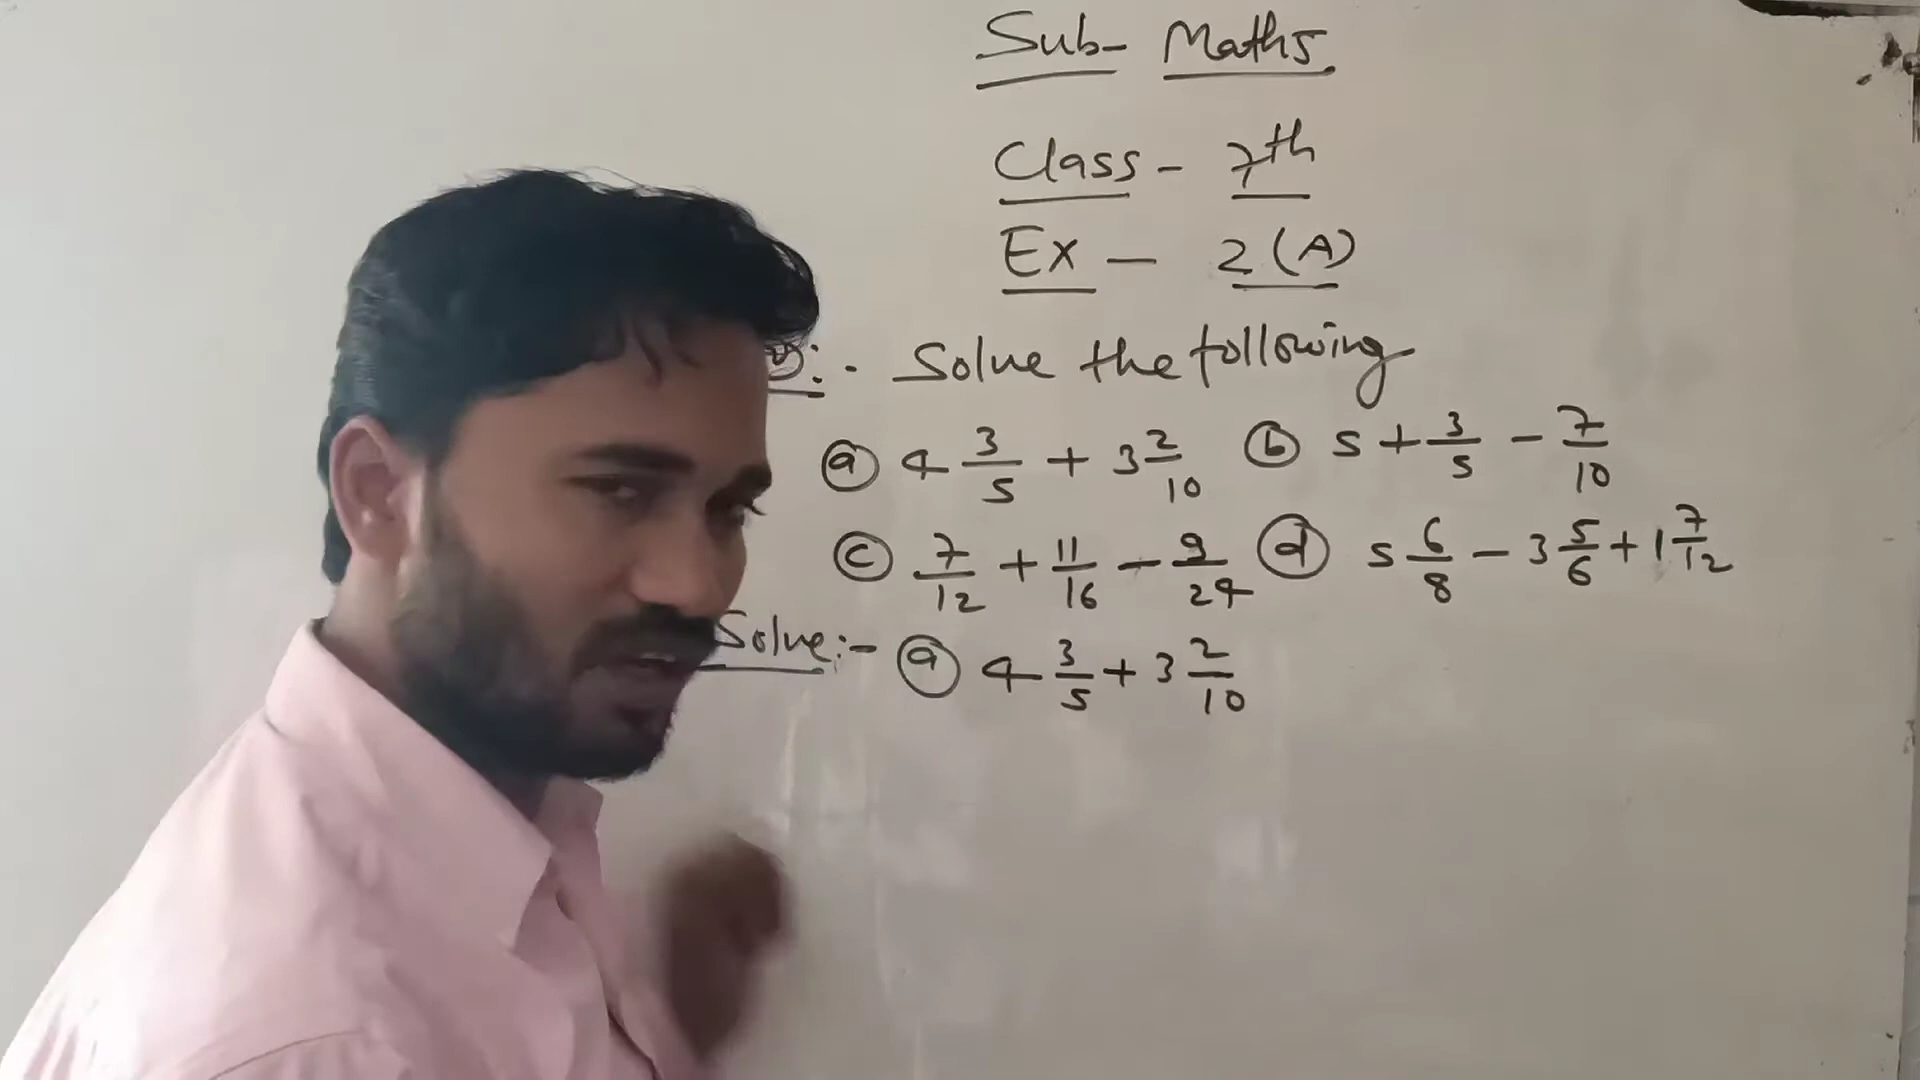 Sub- Maths
Class - 7th
Ex - 2(A)
:- Solve the following
(a) 4 3/5 + 3 2/10 (b) 5 + 3/5 - 7/10
(c) 7/12 + 11/16 - 9/24 (d) 5 6/8 - 3 5/6 + 1 7/12
Solve:- (a) 4 3/5 + 3 2/10